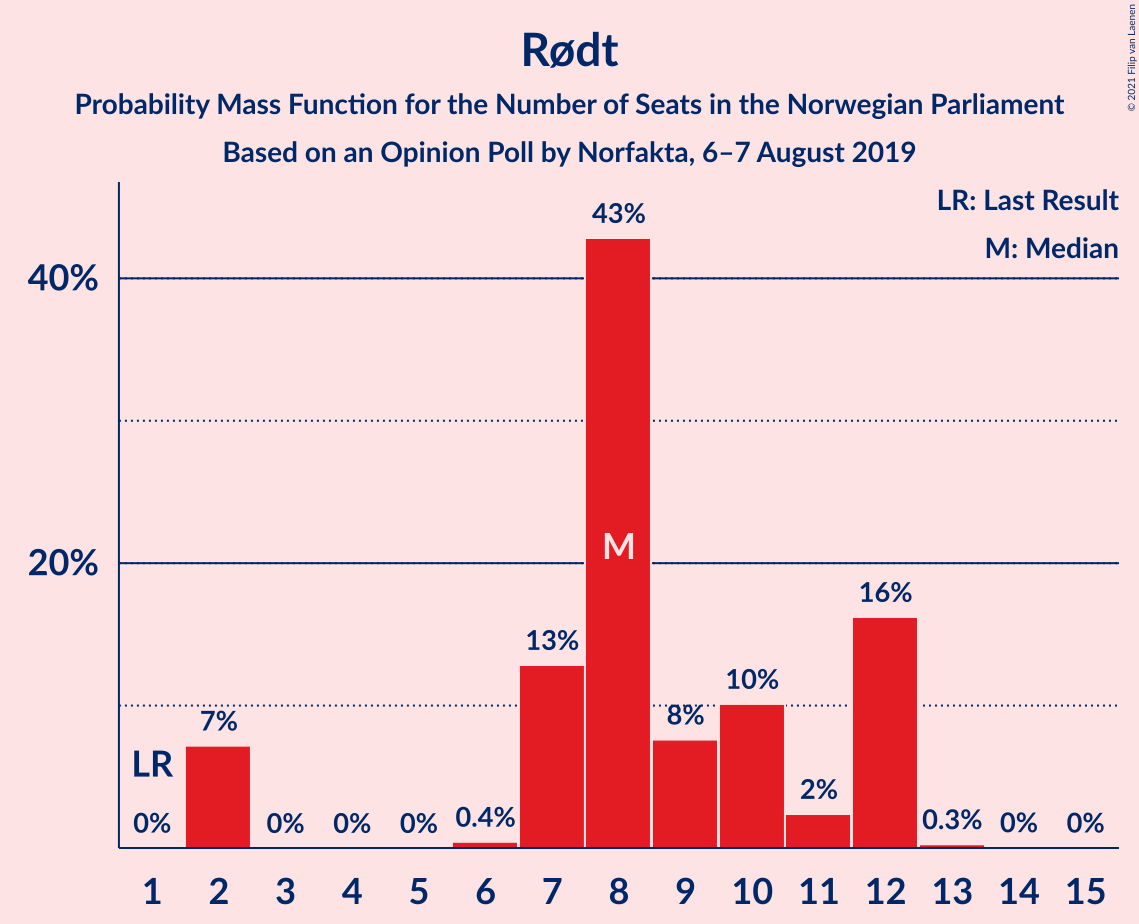 Rødt
Probability Mass Function for the Number of Seats in the Norwegian Parliament
Based on an Opinion Poll by Norfakta, 6–7 August 2019
© 2021 Filip van Laenen
LR: Last Result
M: Median
40%
20%
LR
0%
7%
0%
0%
0%
0.4%
13%
43%
M
8%
10%
2%
16%
0.3%
0%
0%
1 2 3 4 5 6 7 8 9 10 11 12 13 14 15